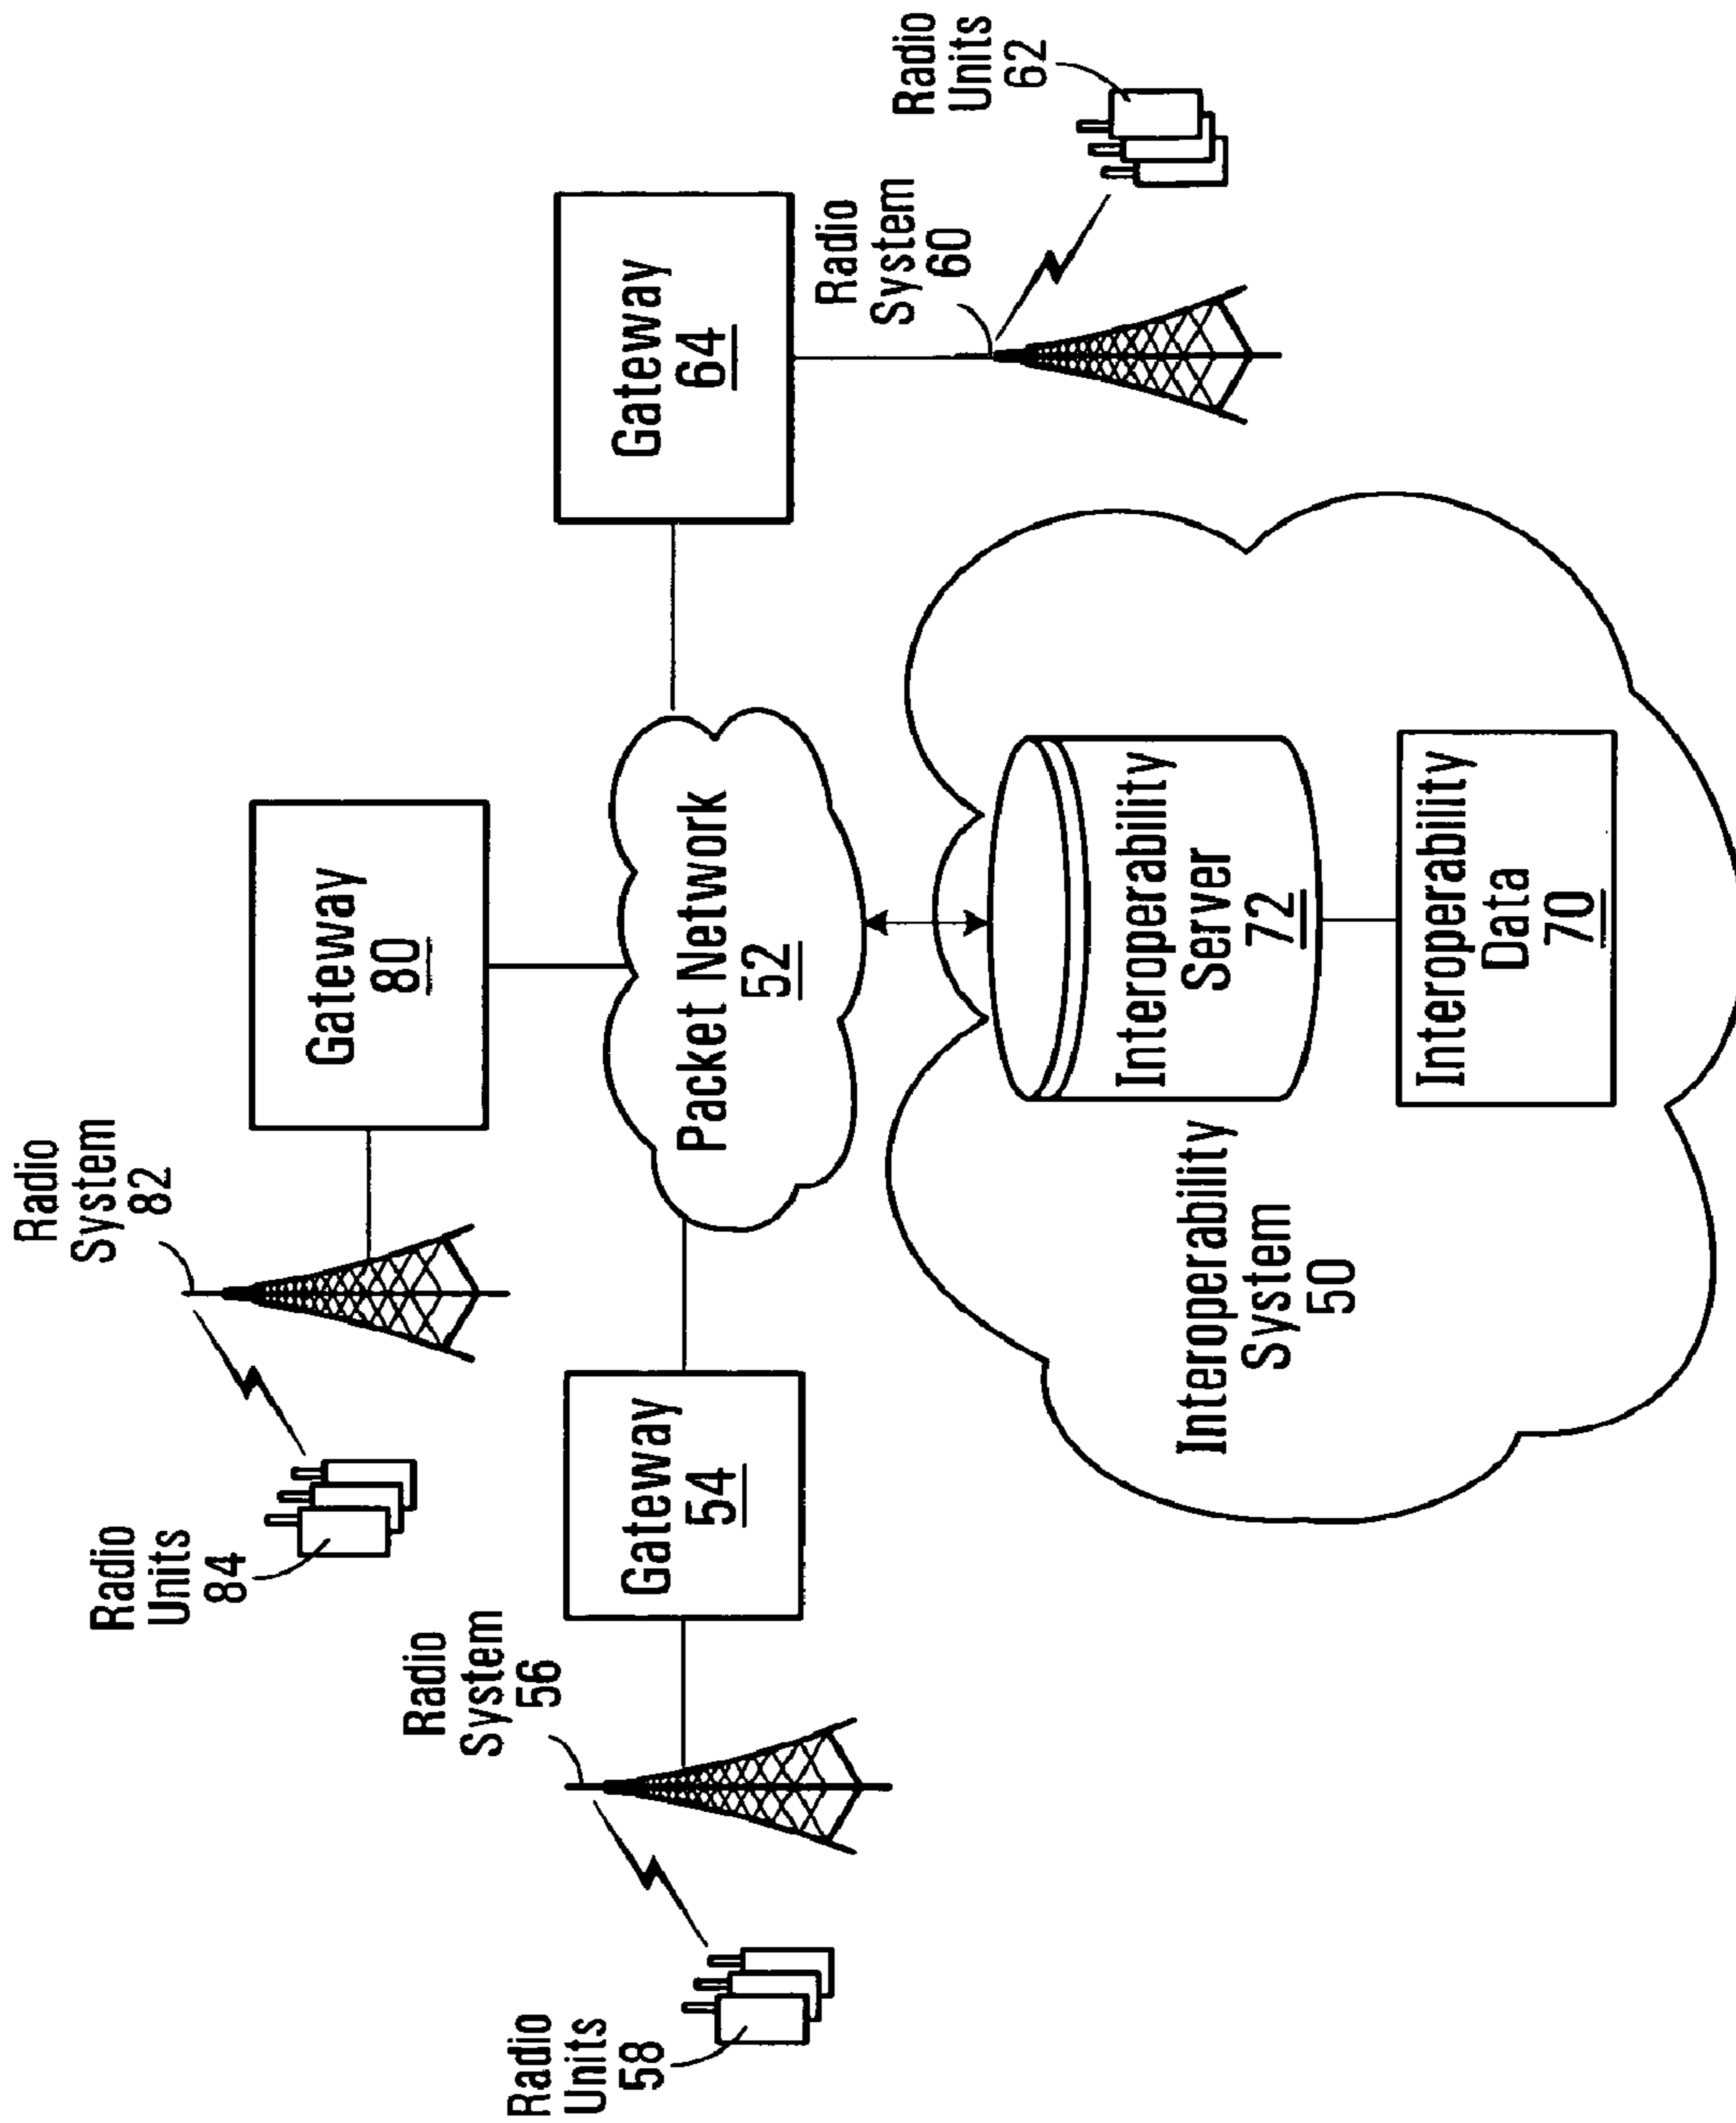 Radio
System
82
Radio
Units
84
Gateway
80
Radio
System
56
Radio
Units
58
Gateway
54
Packet Network
52
Gateway
64
Radio
System
60
Radio
Units
62
Interoperability
System
50
Interoperability
Server
72
Interoperability
Data
70